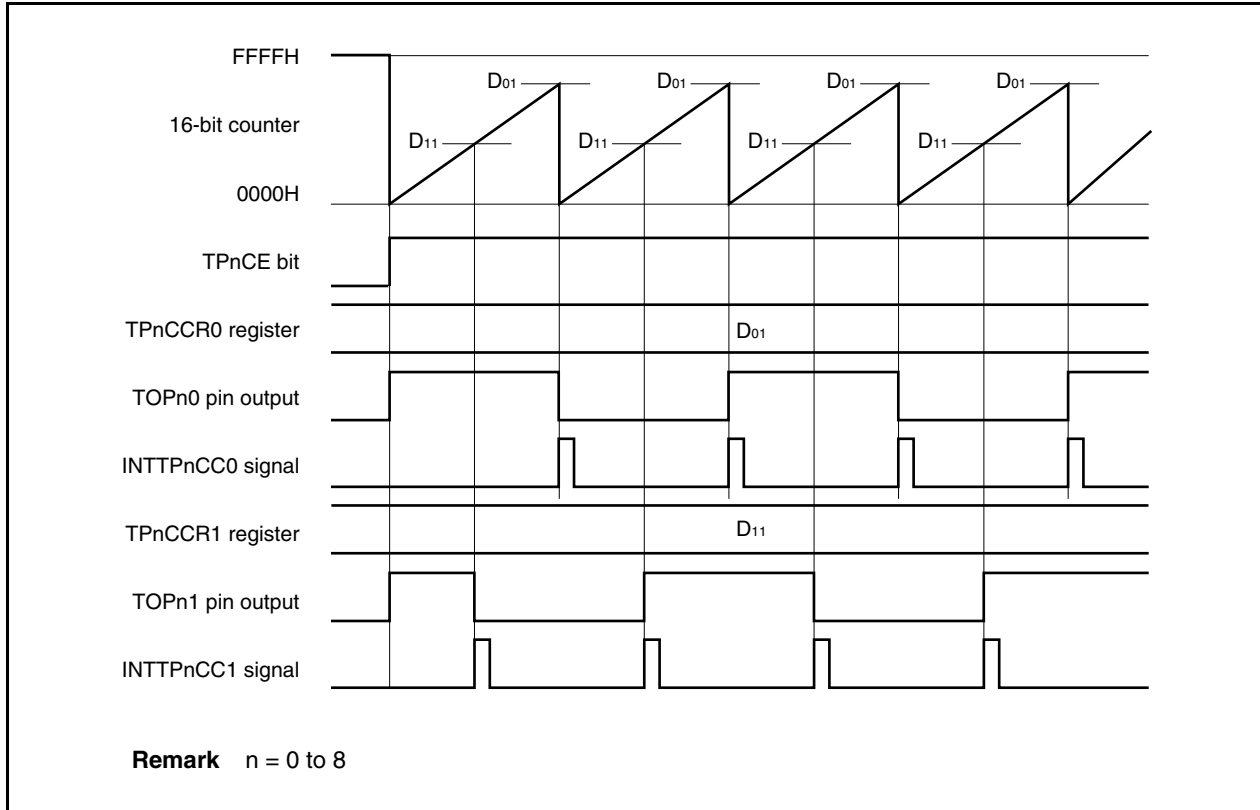 FFFFH
D01 D01 D01 D01
16-bit counter
D11 D11 D11 D11
0000H
TPnCE bit
TPnCCR0 register
D01
TOPn0 pin output
INTTPnCC0 signal
TPnCCR1 register
D11
TOPn1 pin output
INTTPnCC1 signal
Remark n = 0 to 8